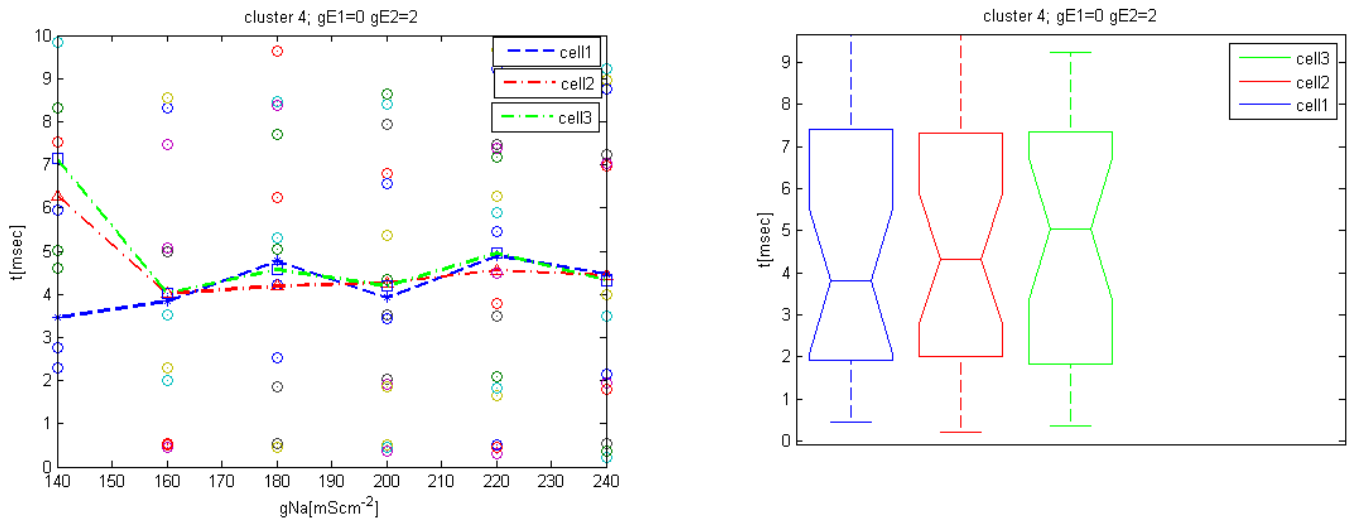 cluster 4; gE1=0 gE2=2
t[msec]
10
9
8
7
6
5
4
3
2
1
0
140 150 160 170 180 190 200 210 220 230 240
gNa[mScm-2]
cell1
cell2
cell3
cluster 4; gE1=0 gE2=2
t[msec]
9
8
7
6
5
4
3
2
1
0
cell3
cell2
cell1